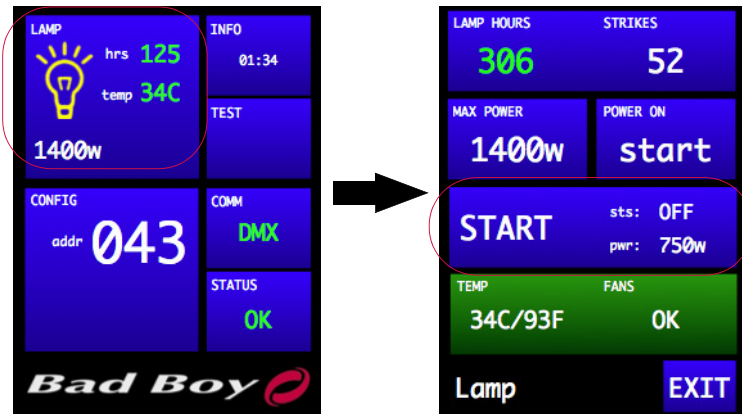 LAMP
hrs 125
temp 34C
1400w
INFO
01:34
TEST
CONFIG
addr 043
COMM
DMX
STATUS
OK
Bad Boy
LAMP HOURS STRIKES
306 52
MAX POWER POWER ON
1400w start
START sts: OFF
pwr: 750w
TEMP FANS
34C/93F OK
Lamp EXIT